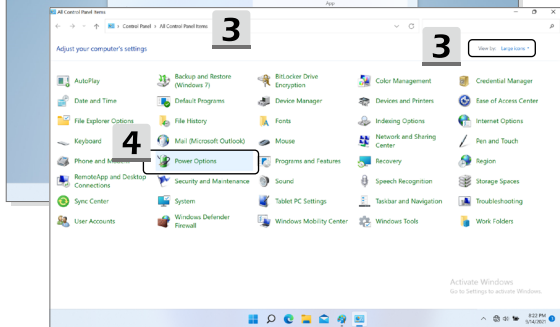 App
All Control Panel Items
Control Panel > All Control Panel Items
3
3
Adjust your computer's settings
View by: Large icons
AutoPlay
Backup and Restore (Windows 7)
BitLocker Drive Encryption
Color Management
Credential Manager
Date and Time
Default Programs
Device Manager
Devices and Printers
Ease of Access Center
File Explorer Options
File History
Fonts
Indexing Options
Internet Options
4
Keyboard
Mail (Microsoft Outlook)
Mouse
Network and Sharing Center
Pen and Touch
Phone and M
Power Options
Programs and Features
Recovery
Region
RemoteApp and Desktop Connections
Security and Maintenance
Sound
Speech Recognition
Storage Spaces
Sync Center
System
Tablet PC Settings
Taskbar and Navigation
Troubleshooting
User Accounts
Windows Defender Firewall
Windows Mobility Center
Windows Tools
Work Folders
Activate Windows
Go to Settings to activate Windows.